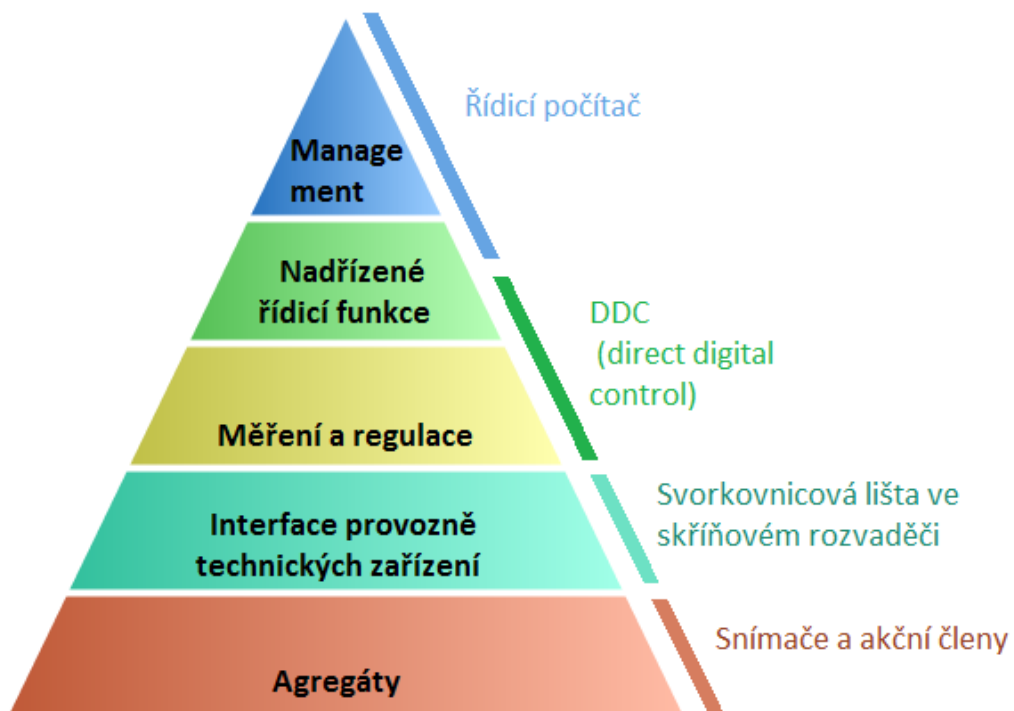 Řídicí počítač
Manage
ment
Nadřízené
řídicí funkce
DDC
(direct digital
control)
Měření a regulace
Svorkovnicová lišta ve
skříňovém rozvaděči
Interface provozně
technických zařízení
Snímače a akční členy
Agregáty